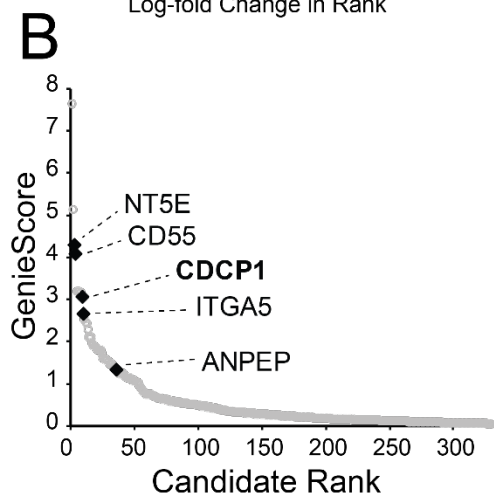 Log-fold Change in Rank
B
8
7
6
5
4
3
2
1
0
GenieScore
NT5E
CD55
CDCP1
ITGA5
ANPEP
0 50 100 150 200 250 300
Candidate Rank